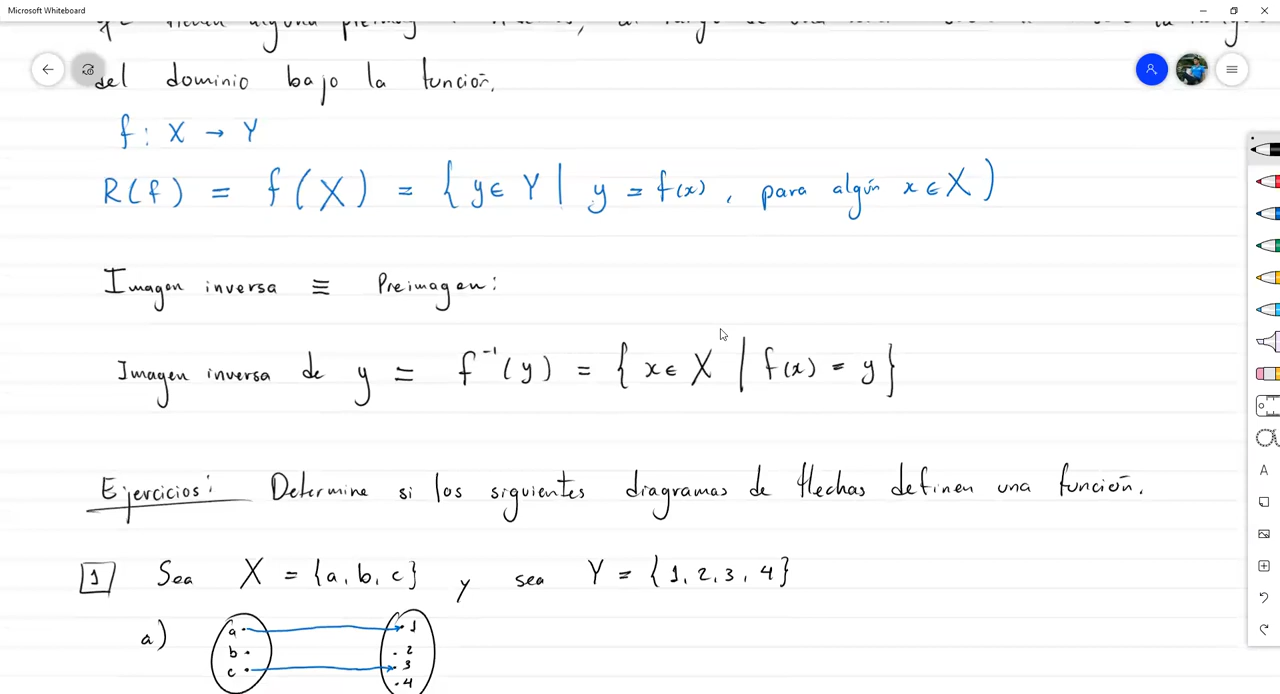 Microsoft Whiteboard
tienen alguna
del dominio bajo la función.
f: X → Y
R(f) = f(X) = { y ∈ Y | y = f(x) , para algún x ∈ X )
Imagen inversa ≡ Preimagen:
Imagen inversa de y = f⁻¹(y) = { x ∈ X | f(x) = y }
Ejercicios: Determine si los siguientes diagramas de flechas definen una función.
1 Sea X = {a, b, c} y sea Y = {1, 2, 3, 4}
a)
a 1
b 2
c 3
4